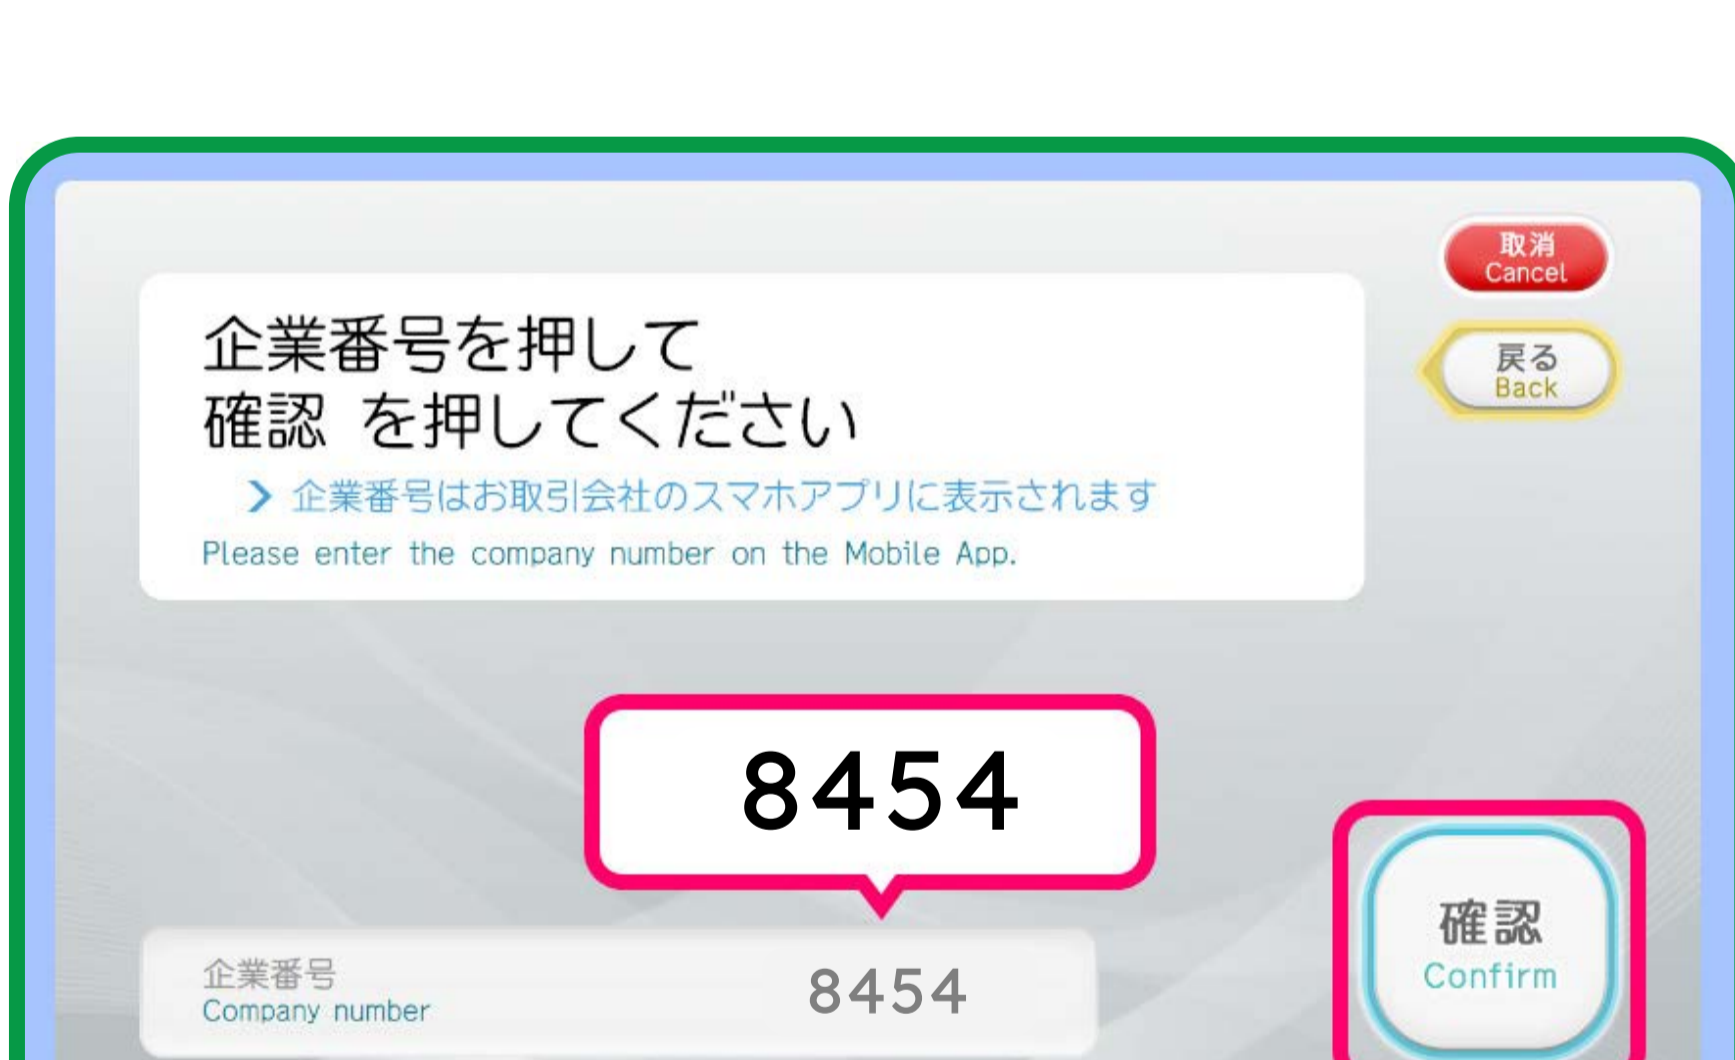 取消
Cancel
企業番号を押して
確認 を押してください
戻る
Back
> 企業番号はお取引会社のスマホアプリに表示されます
Please enter the company number on the Mobile App.
8454
企業番号
Company number
8454
確認
Confirm